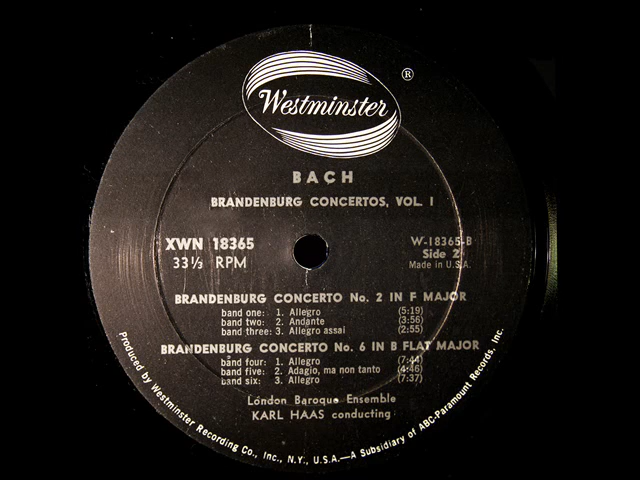 Westminster ®
BACH
BRANDENBURG CONCERTOS, VOL. I
XWN 18365
33⅓ RPM
W-18365-B
Side 2
Made in U.S.A.
BRANDENBURG CONCERTO No. 2 IN F MAJOR
band one: 1. Allegro (5:19)
band two: 2. Andante (3:56)
band three: 3. Allegro assai (2:55)
BRANDENBURG CONCERTO No. 6 IN B FLAT MAJOR
band four: 1. Allegro (7:44)
band five: 2. Adagio, ma non tanto (4:46)
band six: 3. Allegro (7:37)
London Baroque Ensemble
KARL HAAS conducting
Produced by Westminster Recording Co., Inc., N.Y., U.S.A.—A Subsidiary of ABC-Paramount Records, Inc.